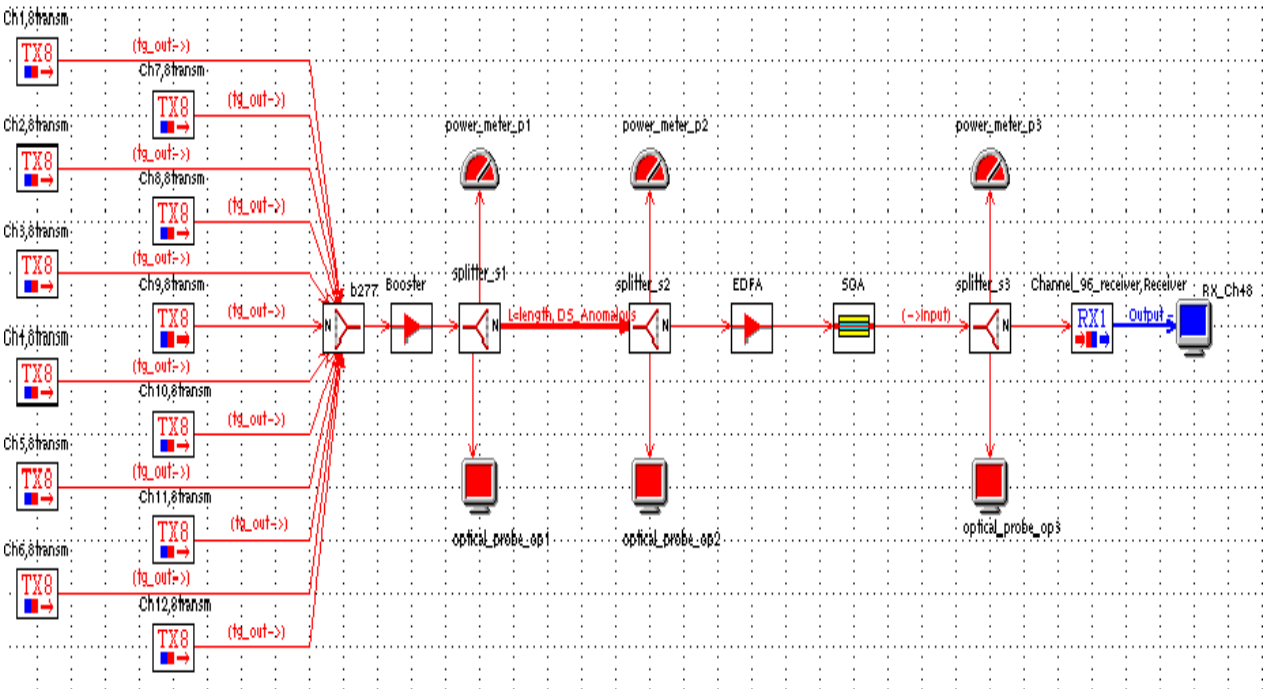 Ch1,8transm
TX8
(tg_out->)
Ch7,8transm
TX8
(tg_out->)
Ch2,8transm
TX8
(tg_out->)
Ch8,8transm
TX8
(tg_out->)
Ch3,8transm
TX8
(tg_out->)
Ch9,8transm
TX8
(tg_out->)
Ch4,8transm
TX8
(tg_out->)
Ch10,8transm
TX8
(tg_out->)
Ch5,8transm
TX8
(tg_out->)
Ch11,8transm
TX8
(tg_out->)
Ch6,8transm
TX8
(tg_out->)
Ch12,8transm
TX8
(tg_out->)
N
b277
Booster
power_meter_p1
splitter_s1
N
optical_probe_op1
L=length, DS_Anomalous
power_meter_p2
splitter_s2
N
optical_probe_op2
EDFA
SOA
(->input)
power_meter_p3
splitter_s3
N
optical_probe_op3
Channel_96_receiver,Receiver
RX1
Output -
RX_Ch48